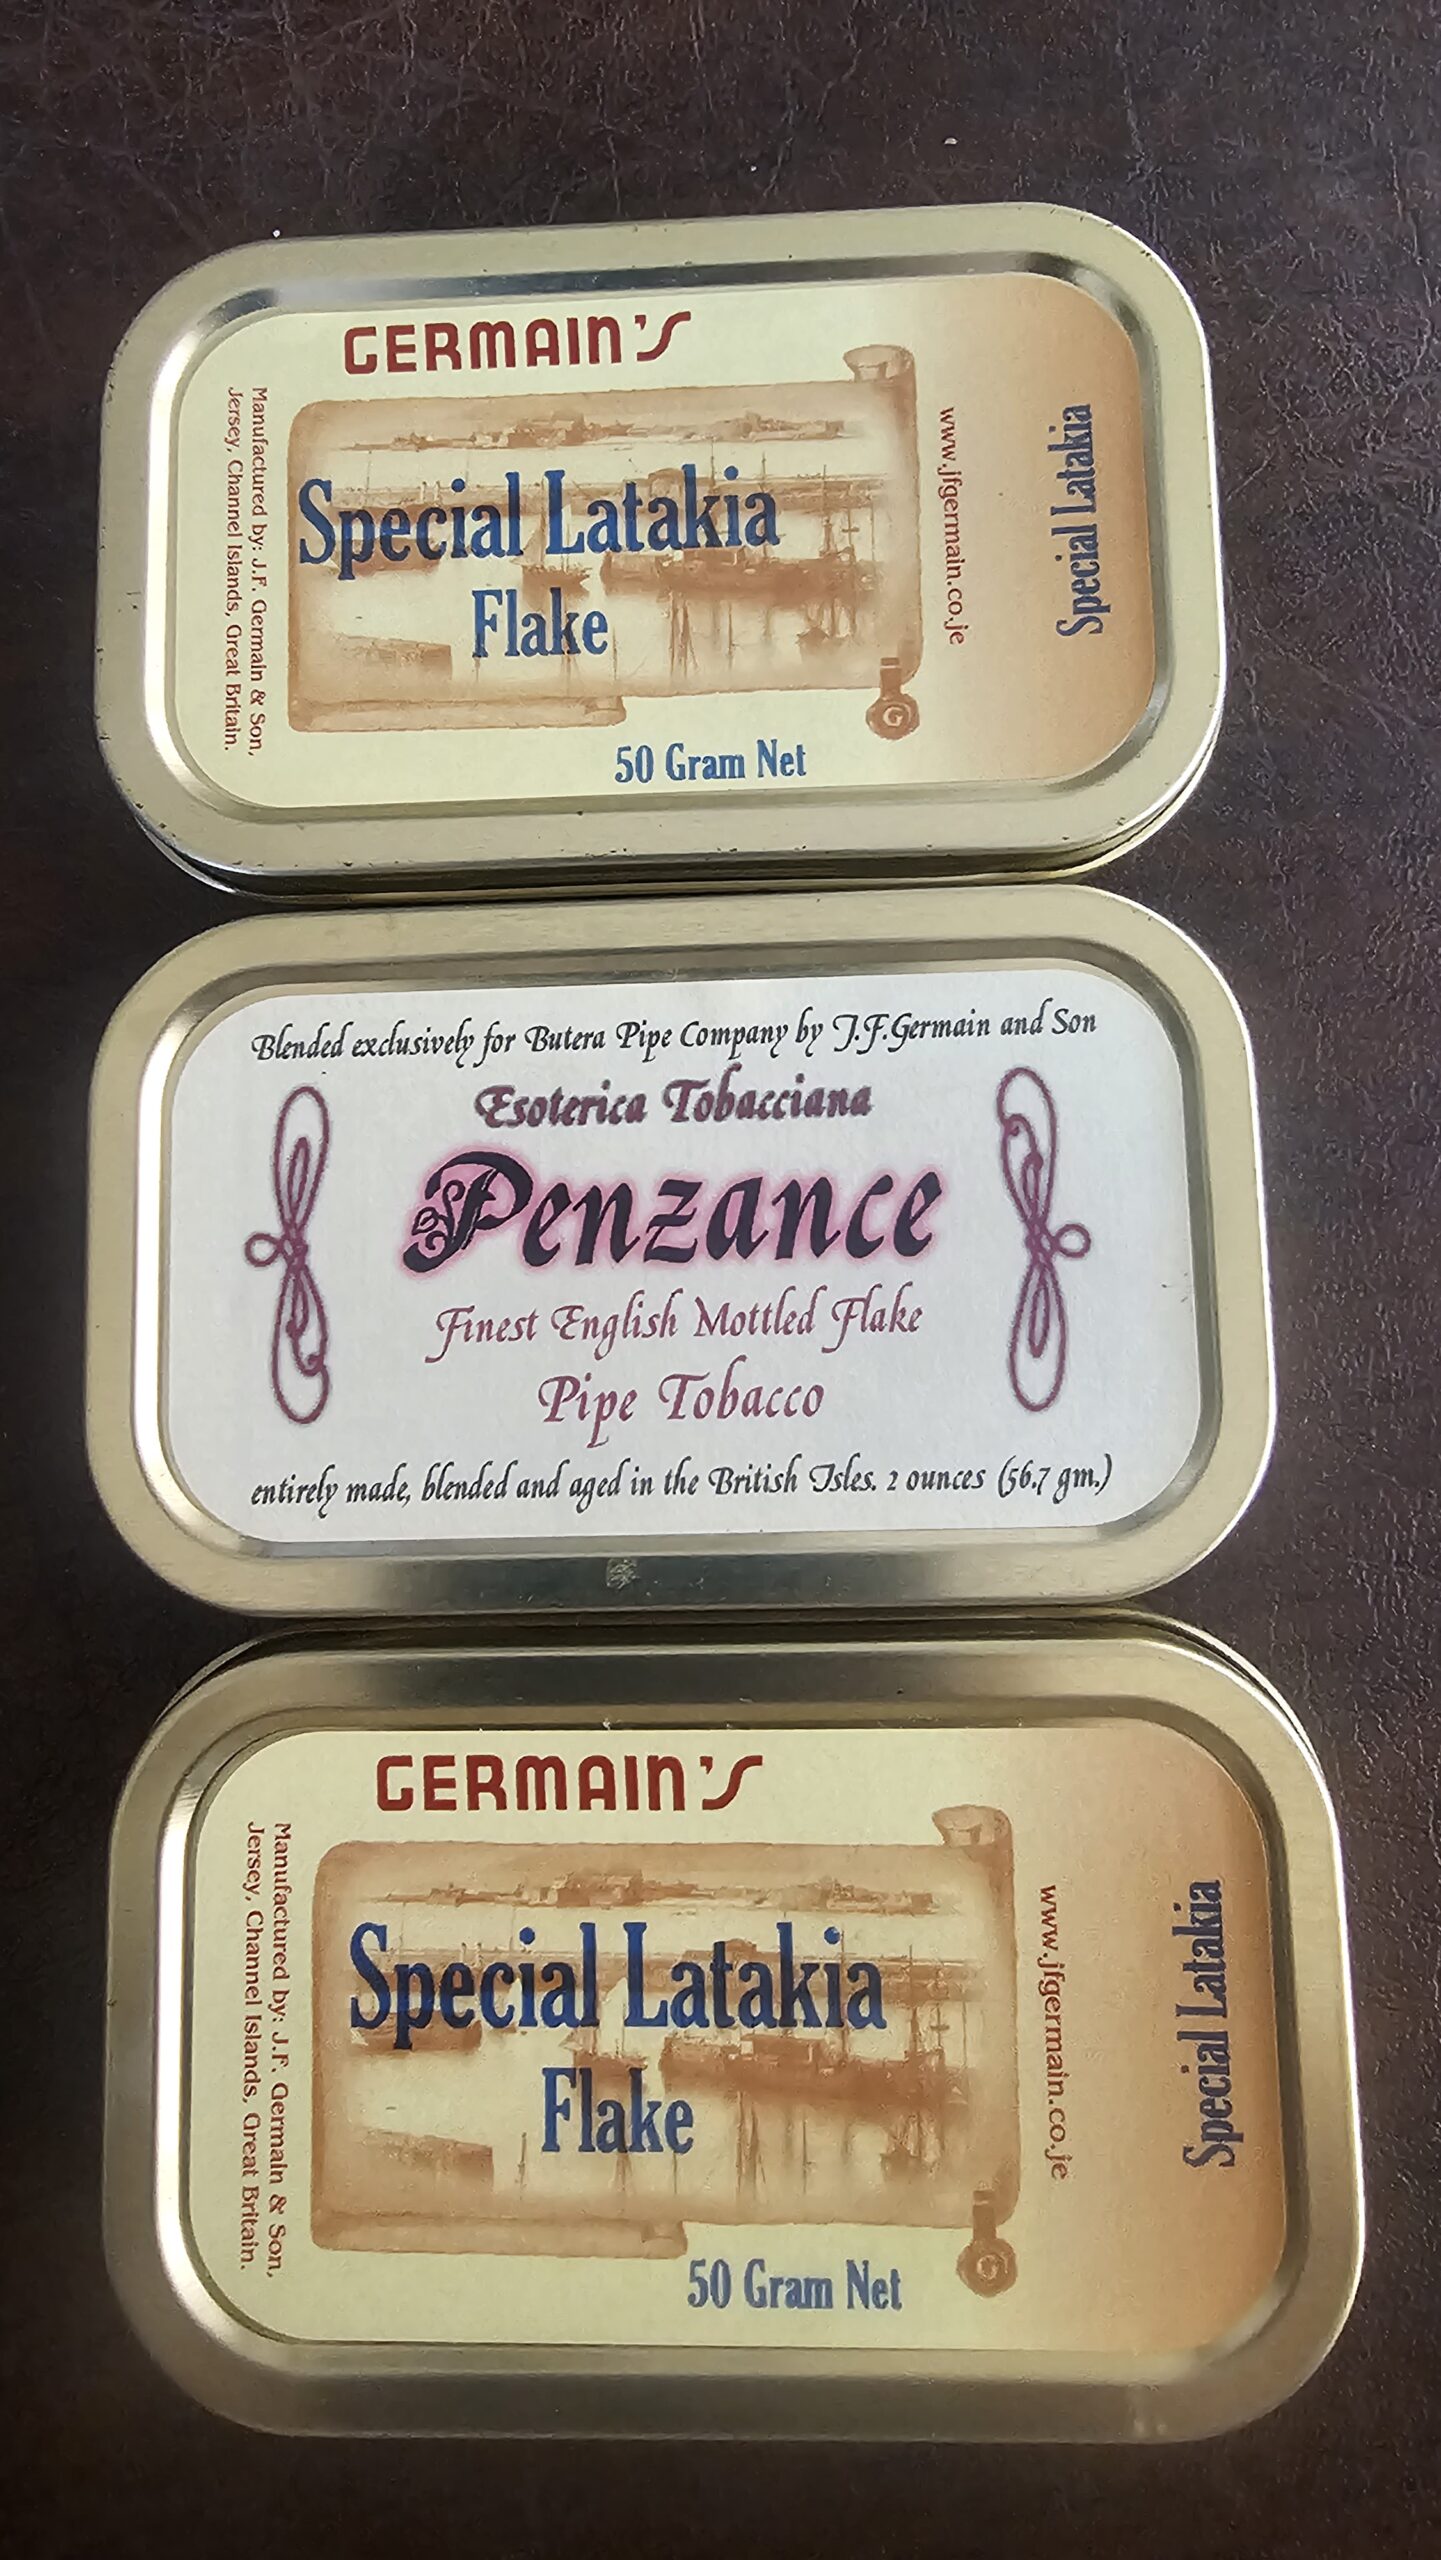 GERMAIN'S
Manufactured by: J.F. Germain & Son,
Jersey, Channel Islands, Great Britain.
Special Latakia
Flake
50 Gram Net
www.jfgermain.co.je
Special Latakia
Blended exclusively for Butera Pipe Company by J.F.Germain and Son
Esoterica Tobacciana
Penzance
Finest English Mottled Flake
Pipe Tobacco
entirely made, blended and aged in the British Isles. 2 ounces (56.7 gm.)
GERMAIN'S
Manufactured by: J.F. Germain & Son,
Jersey, Channel Islands, Great Britain.
Special Latakia
Flake
50 Gram Net
www.jfgermain.co.je
Special Latakia
G
G